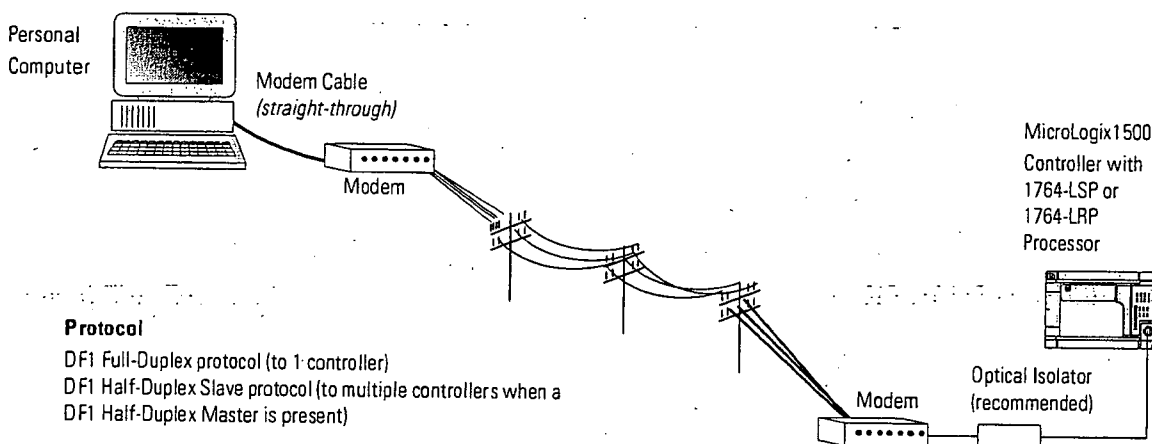 Personal
Computer
Modem Cable
(straight-through)
Modem
MicroLogix1500
Controller with
1764-LSP or
1764-LRP
Processor
Protocol
DF1 Full-Duplex protocol (to 1 controller)
DF1 Half-Duplex Slave protocol (to multiple controllers when a
DF1 Half-Duplex Master is present)
Modem
Optical Isolator
(recommended)